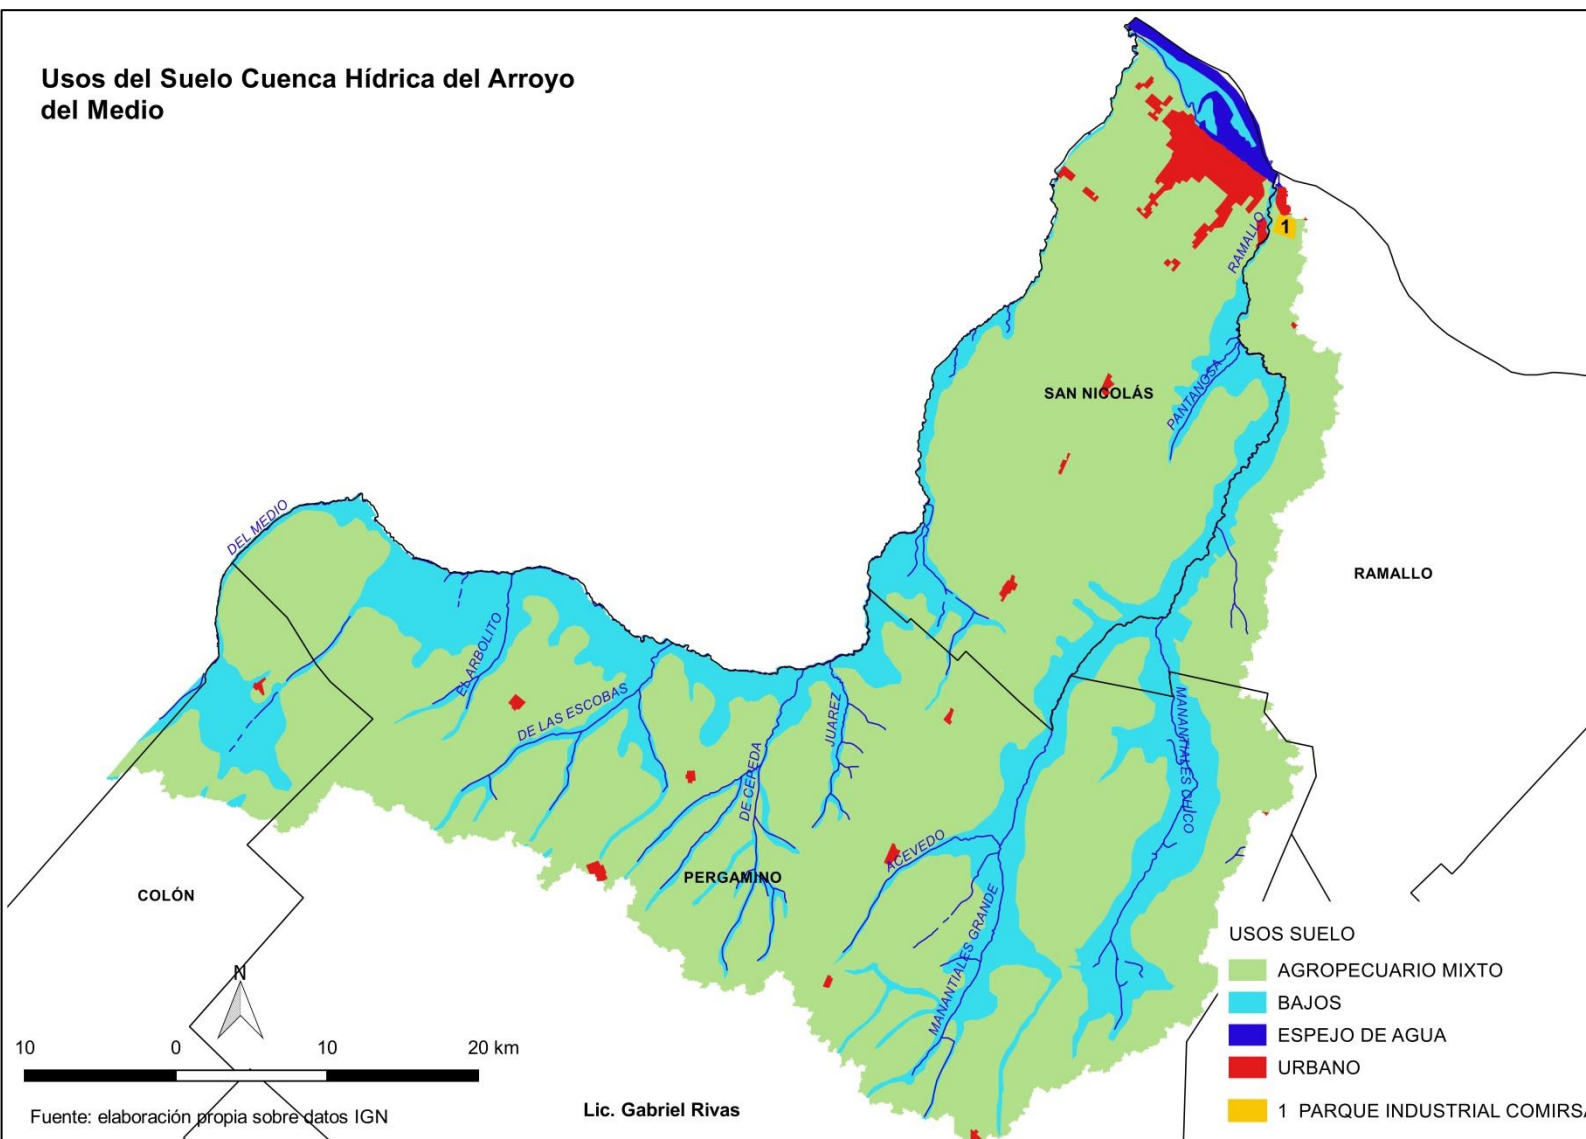 Usos del Suelo Cuenca Hídrica del Arroyo
del Medio
RAMALLO
1
PANTANOSA
SAN NICOLÁS
DEL MEDIO
RAMALLO
EL ARBOLITO
DE LAS ESCOBAS
DE CEPEDA
JUAREZ
MANANTIALES CHICO
ACEVEDO
PERGAMINO
COLÓN
MANANTIALES GRANDE
N
10 0 10 20 km
Fuente: elaboración propia sobre datos IGN
Lic. Gabriel Rivas
USOS SUELO
AGROPECUARIO MIXTO
BAJOS
ESPEJO DE AGUA
URBANO
1 PARQUE INDUSTRIAL COMIRSA